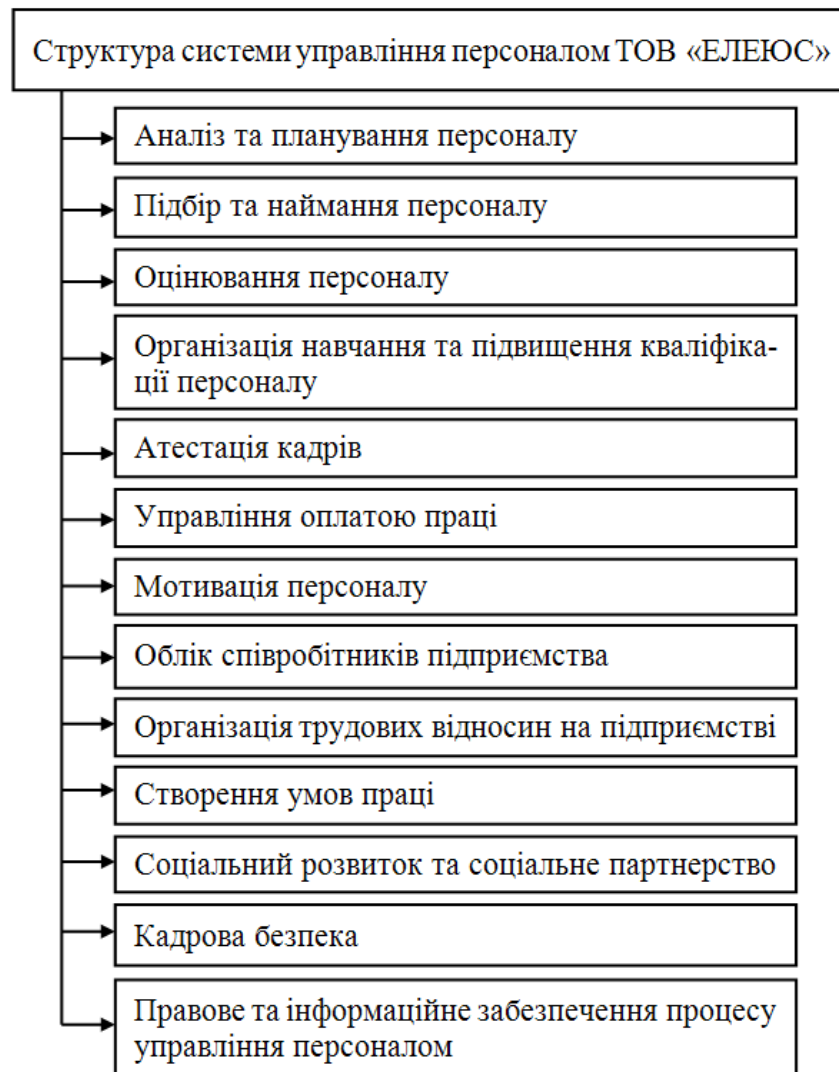 Структура системи управління персоналом ТОВ «ЕЛЕЮС»
Аналіз та планування персоналу
Підбір та наймання персоналу
Оцінювання персоналу
Організація навчання та підвищення кваліфіка-
ції персоналу
Атестація кадрів
Управління оплатою праці
Мотивація персоналу
Облік співробітників підприємства
Організація трудових відносин на підприємстві
Створення умов праці
Соціальний розвиток та соціальне партнерство
Кадрова безпека
Правове та інформаційне забезпечення процесу
управління персоналом